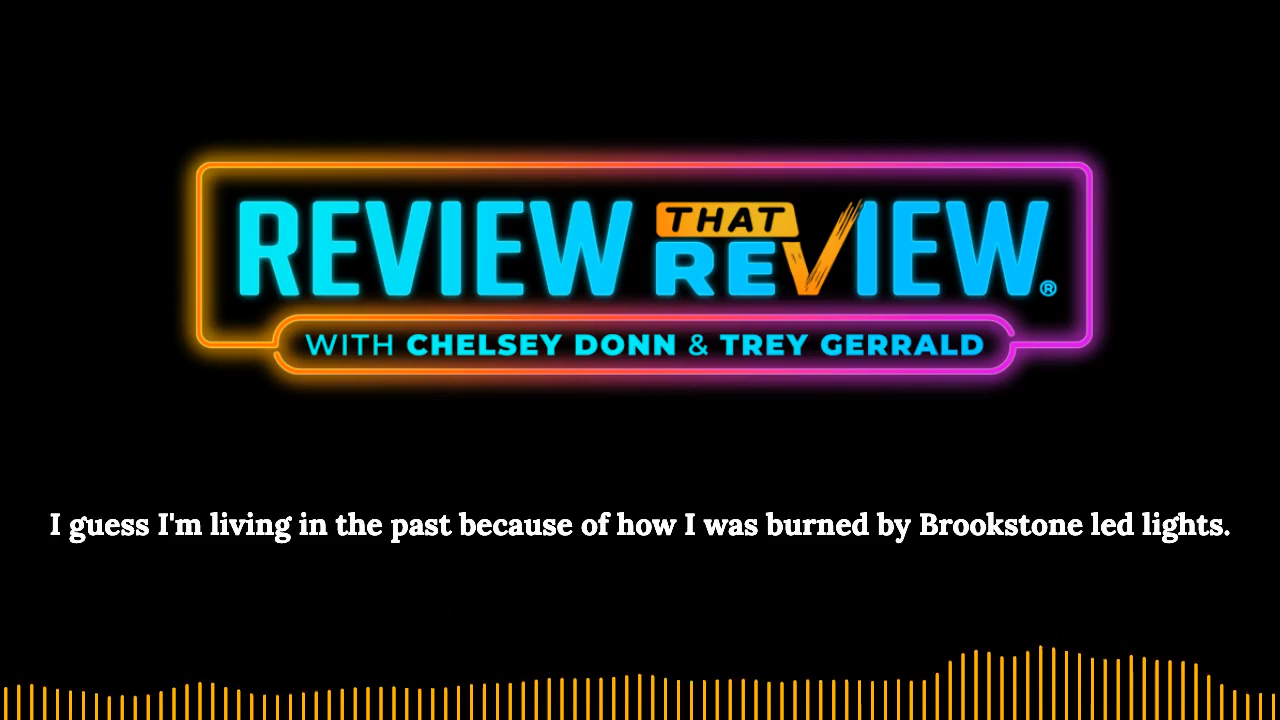 REVIEW THAT REVIEW®
WITH CHELSEY DONN & TREY GERRALD
I guess I'm living in the past because of how I was burned by Brookstone led lights.